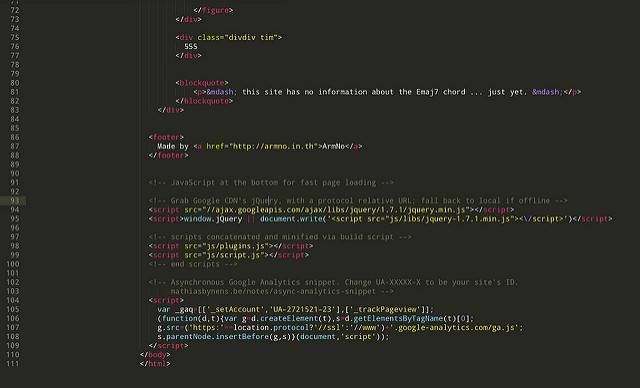 71
72 </figure>
73 </div>
74
75 <div class="divdiv tim">
76 555
77 </div>
78
79
80 <blockquote>
81 <p>&mdash; this site has no information about the Emaj7 chord ... just yet. &mdash;</p>
82 </blockquote>
83 </div>
84
85
86 <footer>
87 Made by <a href="http://armno.in.th">ArmNo</a>
88 </footer>
89
90
91 <!-- JavaScript at the bottom for fast page loading -->
92
93 <!-- Grab Google CDN's jQuery, with a protocol relative URL; fall back to local if offline -->
94 <script src="//ajax.googleapis.com/ajax/libs/jquery/1.7.1/jquery.min.js"></script>
95 <script>window.jQuery || document.write('<script src="js/libs/jquery-1.7.1.min.js"><\/script>')</script>
96
97 <!-- scripts concatenated and minified via build script -->
98 <script src="js/plugins.js"></script>
99 <script src="js/script.js"></script>
100 <!-- end scripts -->
101
102 <!-- Asynchronous Google Analytics snippet. Change UA-XXXXX-X to be your site's ID.
103 mathiasbynens.be/notes/async-analytics-snippet -->
104 <script>
105 var _gaq=[['_setAccount','UA-2721521-23'],['_trackPageview']];
106 (function(d,t){var g=d.createElement(t),s=d.getElementsByTagName(t)[0];
107 g.src=('https:'==location.protocol?'//ssl':'//www')+'.google-analytics.com/ga.js';
108 s.parentNode.insertBefore(g,s)}(document,'script'));
109 </script>
110 </body>
111 </html>